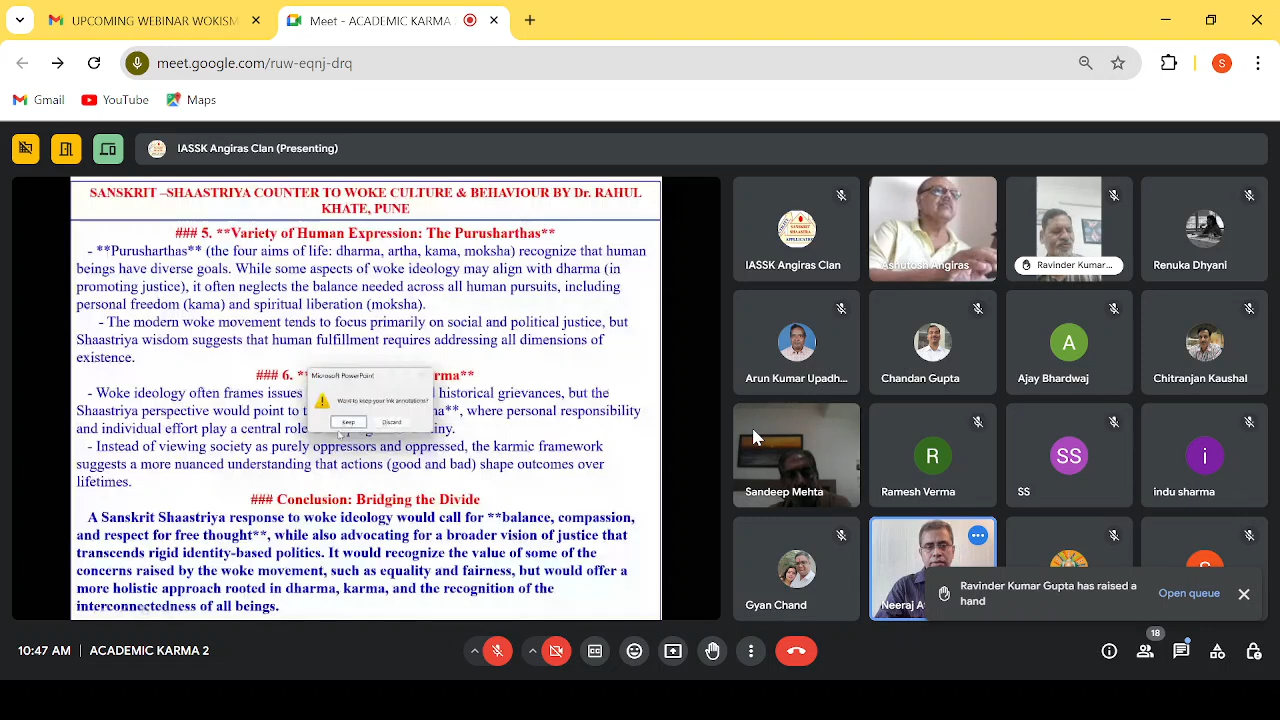 UPCOMING WEBINAR WOKISM
Meet - ACADEMIC KARMA
meet.google.com/ruw-eqnj-drq
Gmail
YouTube
Maps
IASSK Angiras Clan (Presenting)
SANSKRIT –SHAASTRIYA COUNTER TO WOKE CULTURE & BEHAVIOUR BY Dr. RAHUL
KHATE, PUNE
### 5. **Variety of Human Expression: The Purusharthas**
- **Purusharthas** (the four aims of life: dharma, artha, kama, moksha) recognize that human
beings have diverse goals. While some aspects of woke ideology may align with dharma (in
promoting justice), it often neglects the balance needed across all human pursuits, including
personal freedom (kama) and spiritual liberation (moksha).
- The modern woke movement tends to focus primarily on social and political justice, but
Shaastriya wisdom suggests that human fulfillment requires addressing all dimensions of
existence.
### 6. **
- Woke ideology often frames issues historical grievances, but the
Shaastriya perspective would point to **, where personal responsibility
and individual effort play a central role
- Instead of viewing society as purely oppressors and oppressed, the karmic framework
suggests a more nuanced understanding that actions (good and bad) shape outcomes over
lifetimes.
### Conclusion: Bridging the Divide
A Sanskrit Shaastriya response to woke ideology would call for **balance, compassion,
and respect for free thought**, while also advocating for a broader vision of justice that
transcends rigid identity-based politics. It would recognize the value of some of the
concerns raised by the woke movement, such as equality and fairness, but would offer a
more holistic approach rooted in dharma, karma, and the recognition of the
interconnectedness of all beings.
Microsoft PowerPoint
Want to keep your ink annotations?
Keep
Discard
IASSK Angiras Clan
Ashutosh Angiras
Ravinder Kumar...
Renuka Dhyani
Arun Kumar Upadh...
Chandan Gupta
A
Ajay Bhardwaj
Chitranjan Kaushal
Sandeep Mehta
R
Ramesh Verma
SS
SS
i
indu sharma
Gyan Chand
Neeraj A
Ravinder Kumar Gupta has raised a
hand
Open queue
10:47 AM
ACADEMIC KARMA 2
18
S